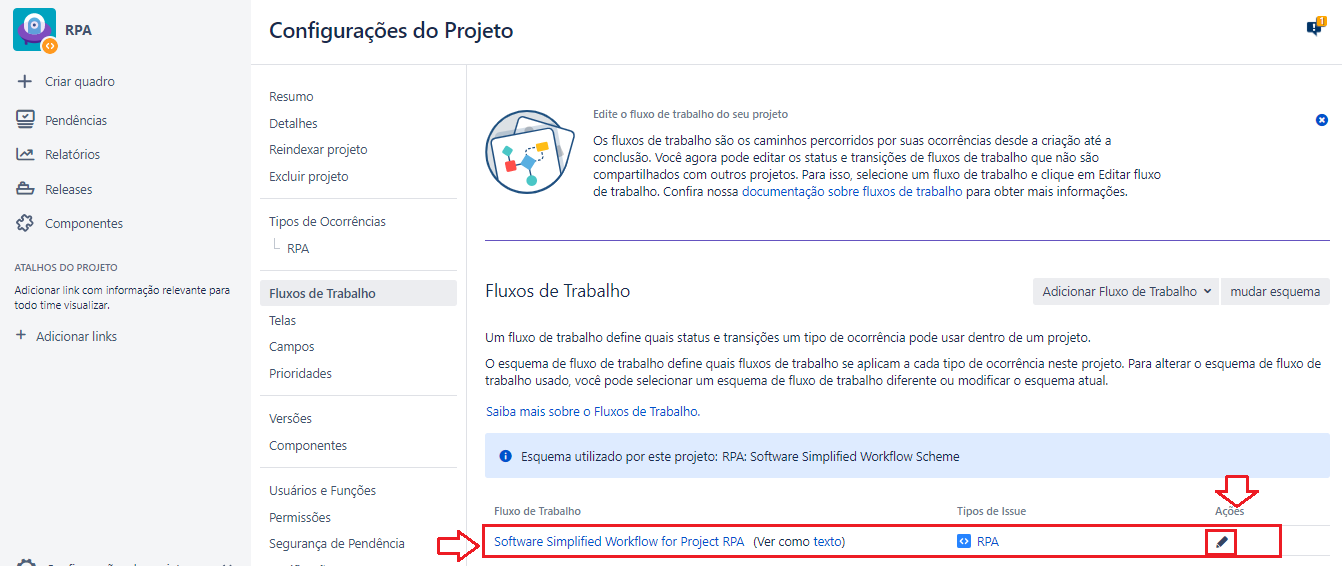 RPA
Configurações do Projeto
1
Criar quadro
Pendências
Relatórios
Releases
Componentes
ATALHOS DO PROJETO
Adicionar link com informação relevante para
todo time visualizar.
Adicionar links
Resumo
Detalhes
Reindexar projeto
Excluir projeto
Tipos de Ocorrências
RPA
Fluxos de Trabalho
Telas
Campos
Prioridades
Versões
Componentes
Usuários e Funções
Permissões
Segurança de Pendência
Edite o fluxo de trabalho do seu projeto
Os fluxos de trabalho são os caminhos percorridos por suas ocorrências desde a criação até a
conclusão. Você agora pode editar os status e transições de fluxos de trabalho que não são
compartilhados com outros projetos. Para isso, selecione um fluxo de trabalho e clique em Editar fluxo
de trabalho. Confira nossa documentação sobre fluxos de trabalho para obter mais informações.
Fluxos de Trabalho
Adicionar Fluxo de Trabalho
mudar esquema
Um fluxo de trabalho define quais status e transições um tipo de ocorrência pode usar dentro de um projeto.
O esquema de fluxo de trabalho define quais fluxos de trabalho se aplicam a cada tipo de ocorrência neste projeto. Para alterar o esquema de fluxo de
trabalho usado, você pode selecionar um esquema de fluxo de trabalho diferente ou modificar o esquema atual.
Saiba mais sobre o Fluxos de Trabalho.
Esquema utilizado por este projeto: RPA: Software Simplified Workflow Scheme
Fluxo de Trabalho Tipos de Issue Ações
Software Simplified Workflow for Project RPA (Ver como texto) RPA